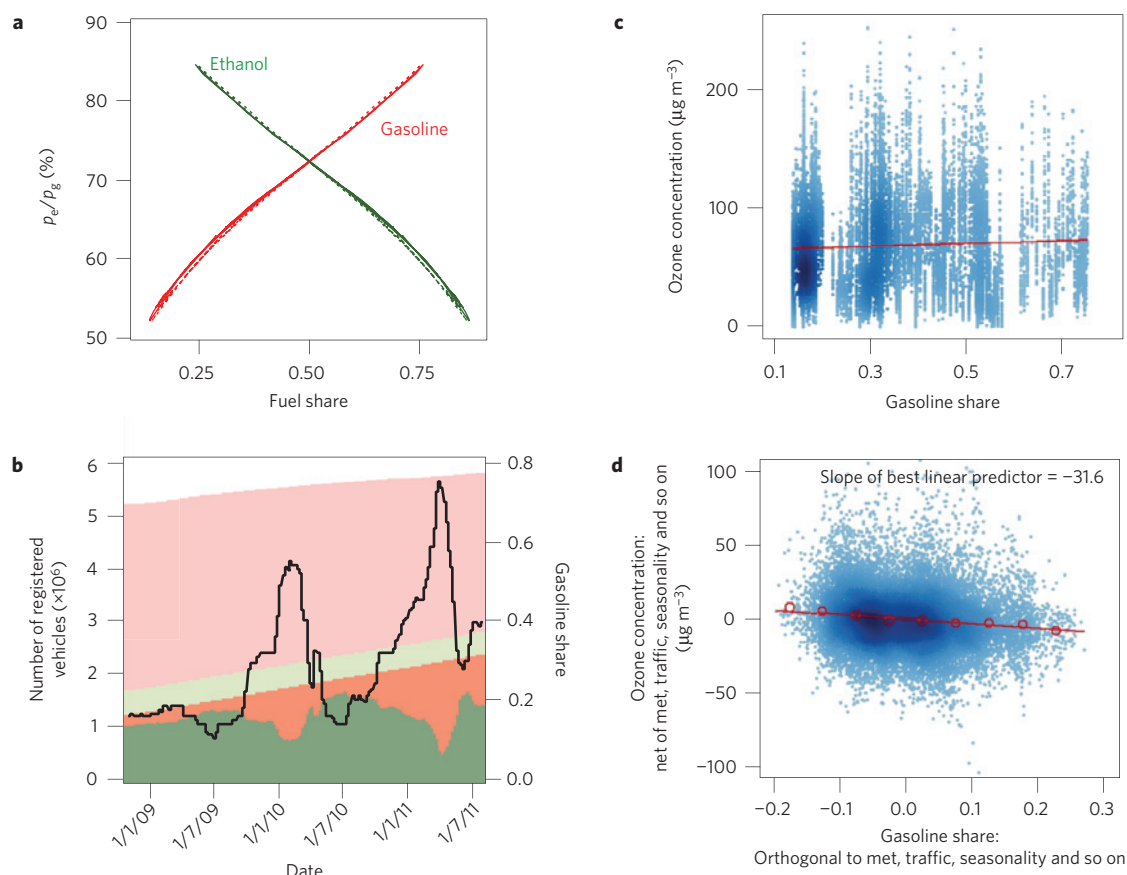 a
90
80
70
60
50
pe/pg (%)
Ethanol
Gasoline
0.25 0.50 0.75
Fuel share
b
6
5
4
3
2
1
0
Number of registered
vehicles (×10⁶)
0.8
0.6
0.4
0.2
0.0
Gasoline share
1/1/09 1/7/09 1/1/10 1/7/10 1/1/11 1/7/11
Date
c
200
100
0
Ozone concentration (μg m⁻³)
0.1 0.3 0.5 0.7
Gasoline share
d
100
50
0
−50
−100
Ozone concentration:
net of met, traffic, seasonality and so on
(μg m⁻³)
Slope of best linear predictor = −31.6
−0.2 −0.1 0.0 0.1 0.2 0.3
Gasoline share:
Orthogonal to met, traffic, seasonality and so on